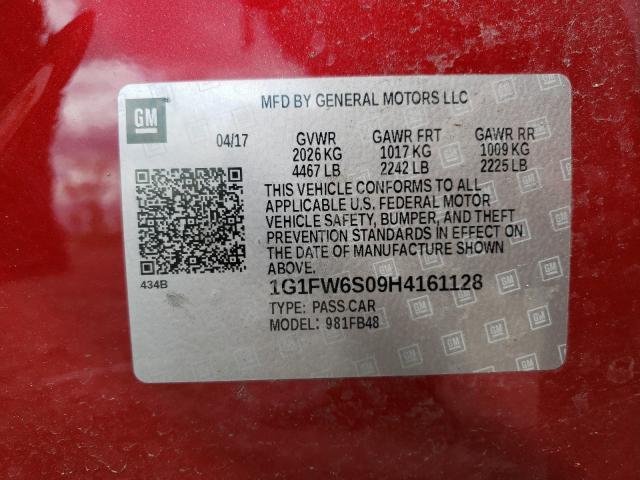 MFD BY GENERAL MOTORS LLC
GM
04/17 GVWR GAWR FRT GAWR RR
2026 KG 1017 KG 1009 KG
4467 LB 2242 LB 2225 LB
THIS VEHICLE CONFORMS TO ALL
APPLICABLE U.S. FEDERAL MOTOR
VEHICLE SAFETY, BUMPER, AND THEFT
PREVENTION STANDARDS IN EFFECT ON
THE DATE OF MANUFACTURE SHOWN
ABOVE.
434B
1G1FW6S09H4161128
TYPE: PASS CAR
MODEL: 981FB48